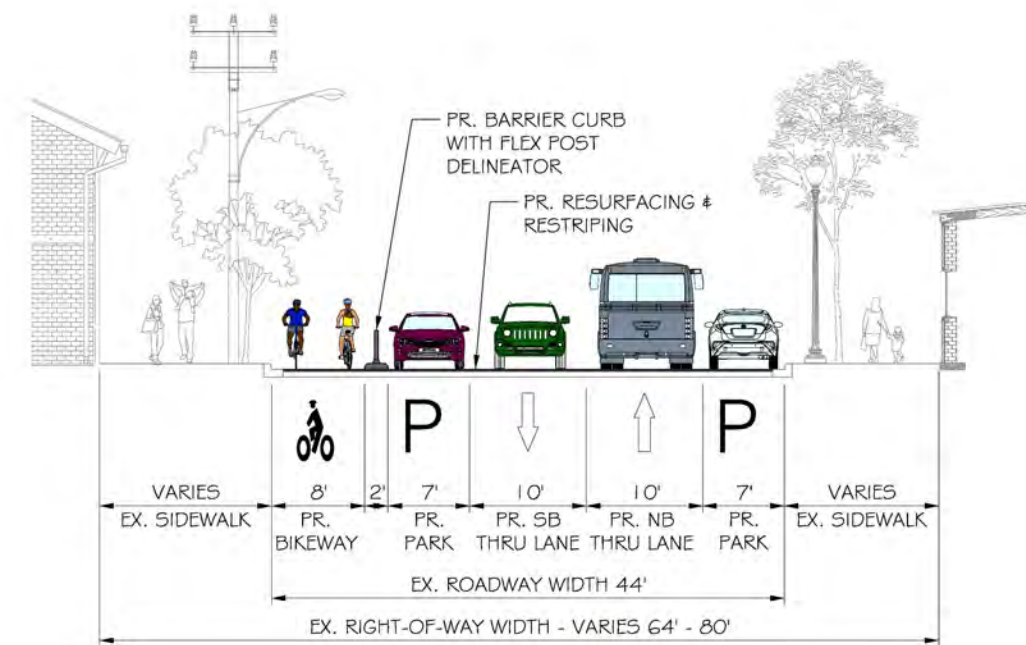 PR. BARRIER CURB
WITH FLEX POST
DELINEATOR
PR. RESURFACING &
RESTRIPING
P
P
VARIES
8'
2'
7'
10'
10'
7'
VARIES
EX. SIDEWALK
PR.
BIKEWAY
PR.
PARK
PR. SB
THRU LANE
PR. NB
THRU LANE
PR.
PARK
EX. SIDEWALK
EX. ROADWAY WIDTH 44'
EX. RIGHT-OF-WAY WIDTH - VARIES 64' - 80'